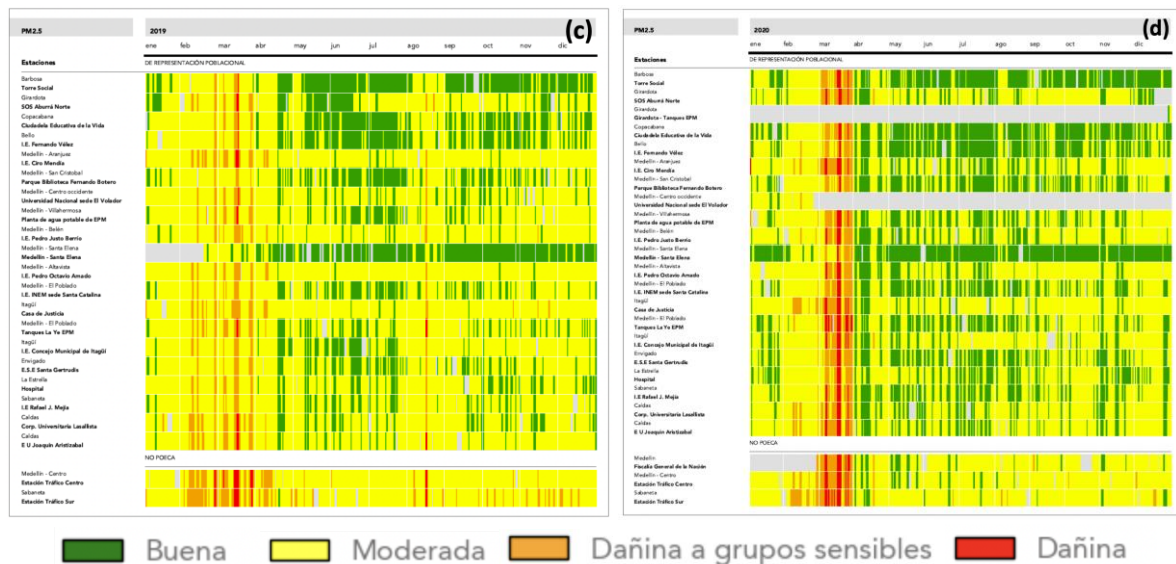 PM2.5 2019 (c)
ene feb mar abr may jun jul ago sep oct nov dic
Estaciones DE REPRESENTACIÓN POBLACIONAL
Barbosa
Torre Social
Girardota
SOS Aburrá Norte
Copacabana
Ciudadela Educativa de la Vida
Bello
I.E. Fernando Vélez
Medellín - Aranjuez
I.E. Ciro Mendía
Medellín - San Cristobal
Parque Biblioteca Fernando Botero
Medellín - Centro occidente
Universidad Nacional sede El Volador
Medellín - Villahermosa
Planta de agua potable de EPM
Medellín - Belén
I.E. Pedro Justo Berrío
Medellín - Santa Elena
Medellín - Santa Elena
Medellín - Altavista
I.E. Pedro Octavio Amado
Medellín - El Poblado
I.E. INEM sede Santa Catalina
Itagüí
Casa de Justicia
Medellín - El Poblado
Tanques La Ye EPM
Itagüí
I.E. Concejo Municipal de Itagüí
Envigado
E.S.E Santa Gertrudis
La Estrella
Hospital
Sabaneta
I.E Rafael J. Mejía
Caldas
Corp. Universitaria Lasallista
Caldas
E U Joaquín Aristizabal
NO POECA
Medellín - Centro
Estación Tráfico Centro
Sabaneta
Estación Tráfico Sur
PM2.5 2020 (d)
ene feb mar abr may jun jul ago sep oct nov dic
Estaciones DE REPRESENTACIÓN POBLACIONAL
Barbosa
Torre Social
Girardota
SOS Aburrá Norte
Girardota
Girardota - Tanques EPM
Copacabana
Ciudadela Educativa de la Vida
Bello
I.E. Fernando Vélez
Medellín - Aranjuez
I.E. Ciro Mendía
Medellín - San Cristobal
Parque Biblioteca Fernando Botero
Medellín - Centro occidente
Universidad Nacional sede El Volador
Medellín - Villahermosa
Planta de agua potable de EPM
Medellín - Belén
I.E. Pedro Justo Berrío
Medellín - Santa Elena
Medellín - Santa Elena
Medellín - Altavista
I.E. Pedro Octavio Amado
Medellín - El Poblado
I.E. INEM sede Santa Catalina
Itagüí
Casa de Justicia
Medellín - El Poblado
Tanques La Ye EPM
Itagüí
I.E. Concejo Municipal de Itagüí
Envigado
E.S.E Santa Gertrudis
La Estrella
Hospital
Sabaneta
I.E Rafael J. Mejía
Caldas
Corp. Universitaria Lasallista
Caldas
E U Joaquín Aristizabal
NO POECA
Medellín
Fiscalía General de la Nación
Medellín - Centro
Estación Tráfico Centro
Sabaneta
Estación Tráfico Sur
Buena Moderada Dañina a grupos sensibles Dañina